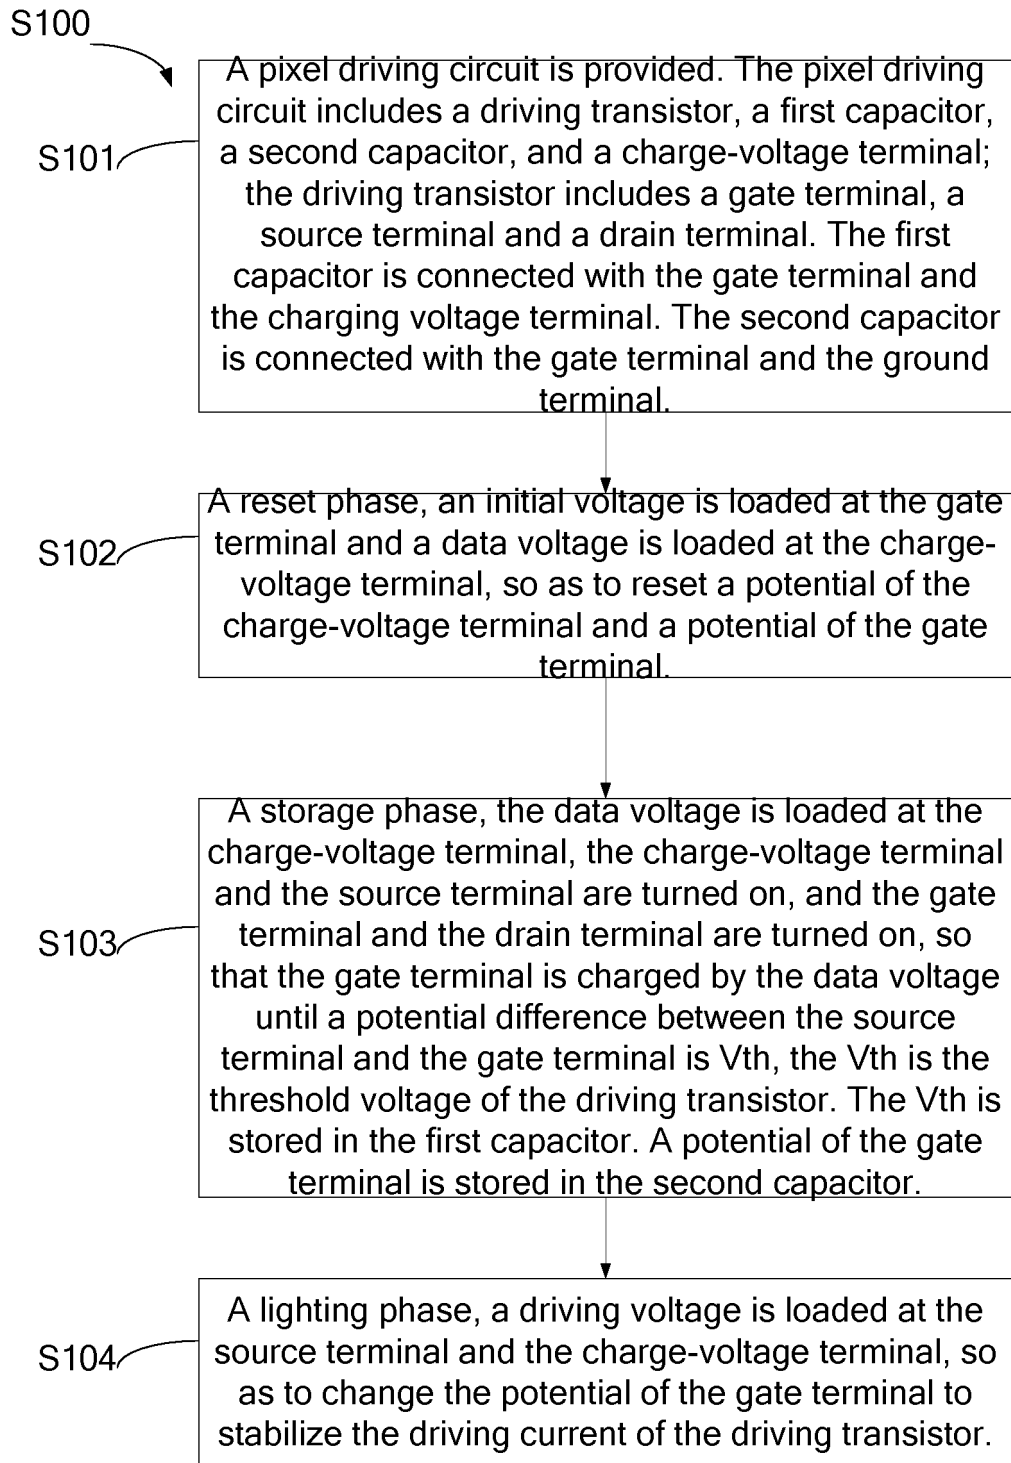 S100
S101
A pixel driving circuit is provided. The pixel driving
circuit includes a driving transistor, a first capacitor,
a second capacitor, and a charge-voltage terminal;
the driving transistor includes a gate terminal, a
source terminal and a drain terminal. The first
capacitor is connected with the gate terminal and
the charging voltage terminal. The second capacitor
is connected with the gate terminal and the ground
terminal.
S102
A reset phase, an initial voltage is loaded at the gate
terminal and a data voltage is loaded at the charge-
voltage terminal, so as to reset a potential of the
charge-voltage terminal and a potential of the gate
terminal.
S103
A storage phase, the data voltage is loaded at the
charge-voltage terminal, the charge-voltage terminal
and the source terminal are turned on, and the gate
terminal and the drain terminal are turned on, so
that the gate terminal is charged by the data voltage
until a potential difference between the source
terminal and the gate terminal is Vth, the Vth is the
threshold voltage of the driving transistor. The Vth is
stored in the first capacitor. A potential of the gate
terminal is stored in the second capacitor.
S104
A lighting phase, a driving voltage is loaded at the
source terminal and the charge-voltage terminal, so
as to change the potential of the gate terminal to
stabilize the driving current of the driving transistor.